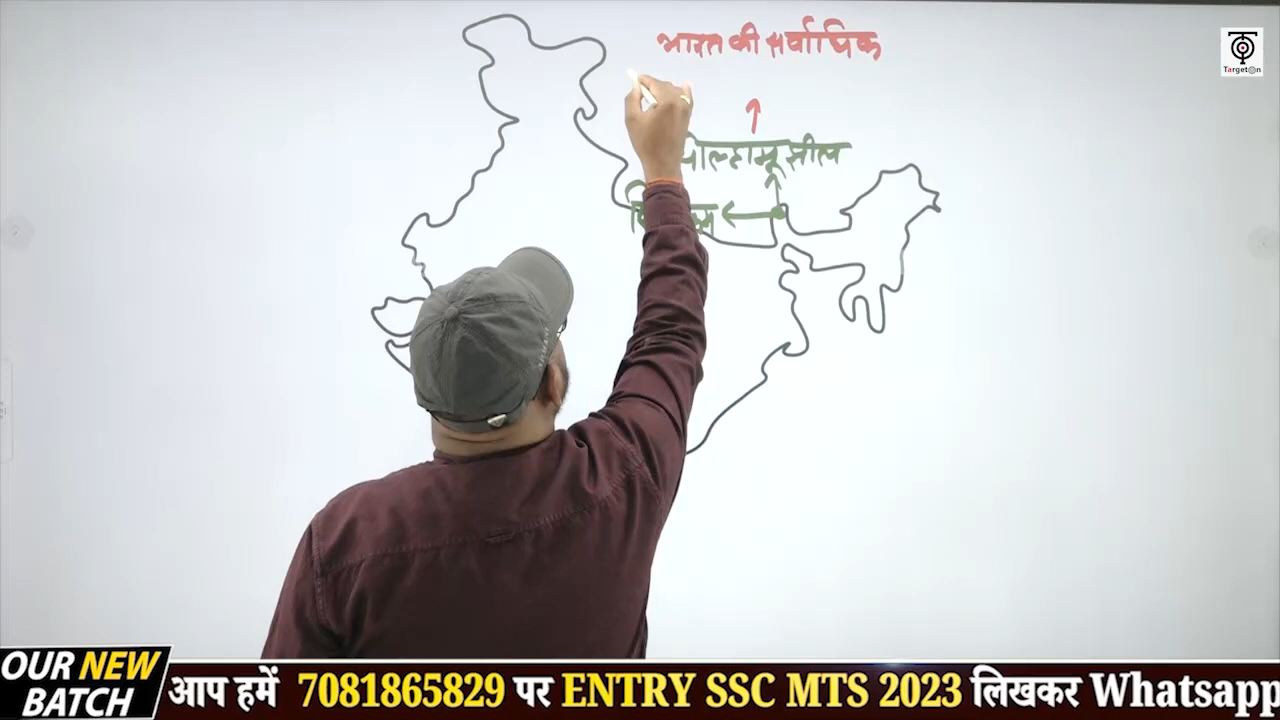 भारत की सर्वाधिक
Target@n
झील
OUR NEW
BATCH
आप हमें 7081865829 पर ENTRY SSC MTS 2023 लिखकर Whatsapp